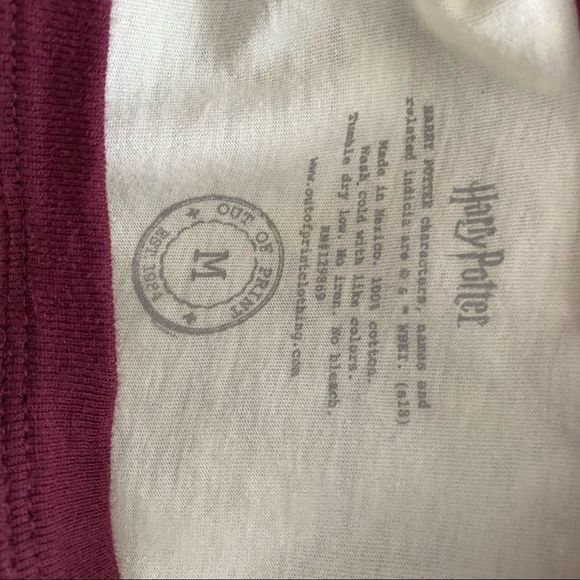 Harry Potter
HARRY POTTER characters, names and
related indicia are © & ™ WBEI. (s18)
Made in Mexico. 100% cotton.
Wash cold with like colors.
Tumble dry low. No iron. No bleach.
www.outofprintclothing.com
OUT OF PRINT
M